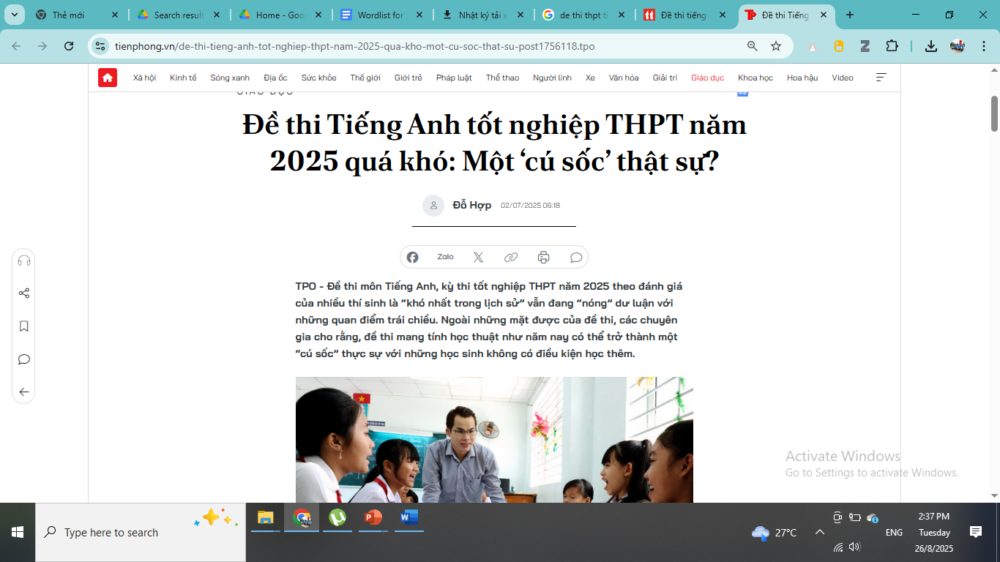 Thẻ mới
Search result
Home - Goo
Wordlist for
Nhật ký tải x
de thi thpt ti
Đề thi tiếng
Đề thi Tiếng
tienphong.vn/de-thi-tieng-anh-tot-nghiep-thpt-nam-2025-qua-kho-mot-cu-soc-that-su-post1756118.tpo
Xã hội Kinh tế Sóng xanh Địa ốc Sức khỏe Thế giới Giới trẻ Pháp luật Thể thao Người lính Xe Văn hóa Giải trí Giáo dục Khoa học Hoa hậu Video
GIÁO DỤC
Đề thi Tiếng Anh tốt nghiệp THPT năm
2025 quá khó: Một ‘cú sốc’ thật sự?
Đỗ Hợp 02/07/2025 06:18
Zalo
TPO - Đề thi môn Tiếng Anh, kỳ thi tốt nghiệp THPT năm 2025 theo đánh giá
của nhiều thí sinh là “khó nhất trong lịch sử” vẫn đang “nóng” dư luận với
những quan điểm trái chiều. Ngoài những mặt được của đề thi, các chuyên
gia cho rằng, đề thi mang tính học thuật như năm nay có thể trở thành một
“cú sốc” thực sự với những học sinh không có điều kiện học thêm.
Activate Windows
Go to Settings to activate Windows.
Type here to search
27°C
ENG
2:37 PM
Tuesday
26/8/2025